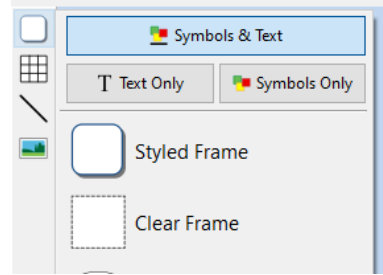 Symbols & Text
T Text Only
Symbols Only
Styled Frame
Clear Frame